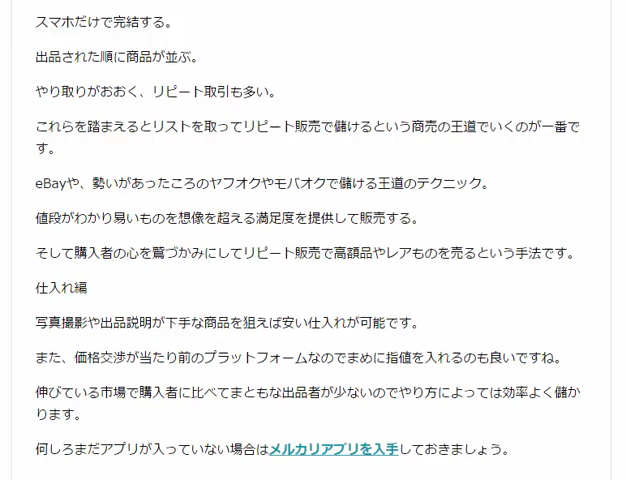 スマホだけで完結する。
出品された順に商品が並ぶ。
やり取りがおおく、リピート取引も多い。
これらを踏まえるとリストを取ってリピート販売で儲けるという商売の王道でいくのが一番で
す。
eBayや、勢いがあったころのヤフオクやモバオクで儲ける王道のテクニック。
値段がわかり易いものを想像を超える満足度を提供して販売する。
そして購入者の心を鷲づかみにしてリピート販売で高額品やレアものを売るという手法です。
仕入れ編
写真撮影や出品説明が下手な商品を狙えば安い仕入れが可能です。
また、価格交渉が当たり前のプラットフォームなのでまめに指値を入れるのも良いですね。
伸びている市場で購入者に比べてまともな出品者が少ないのでやり方によっては効率よく儲か
ります。
何しろまだアプリが入っていない場合はメルカリアプリを入手しておきましょう。